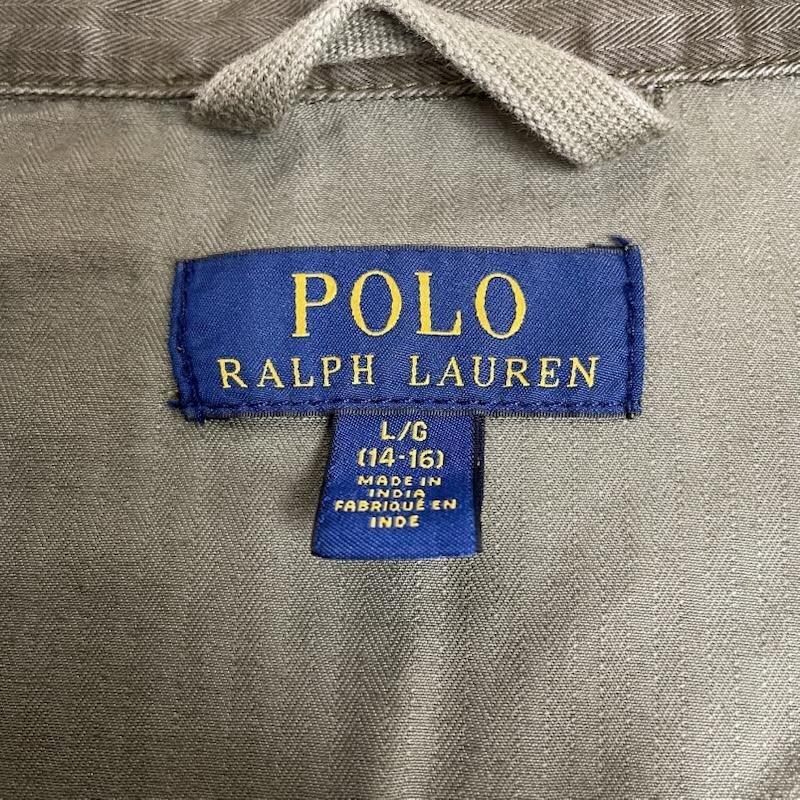 POLO
RALPH LAUREN
L/G
(14-16)
MADE IN
INDIA
FABRIQUÉ EN
INDE